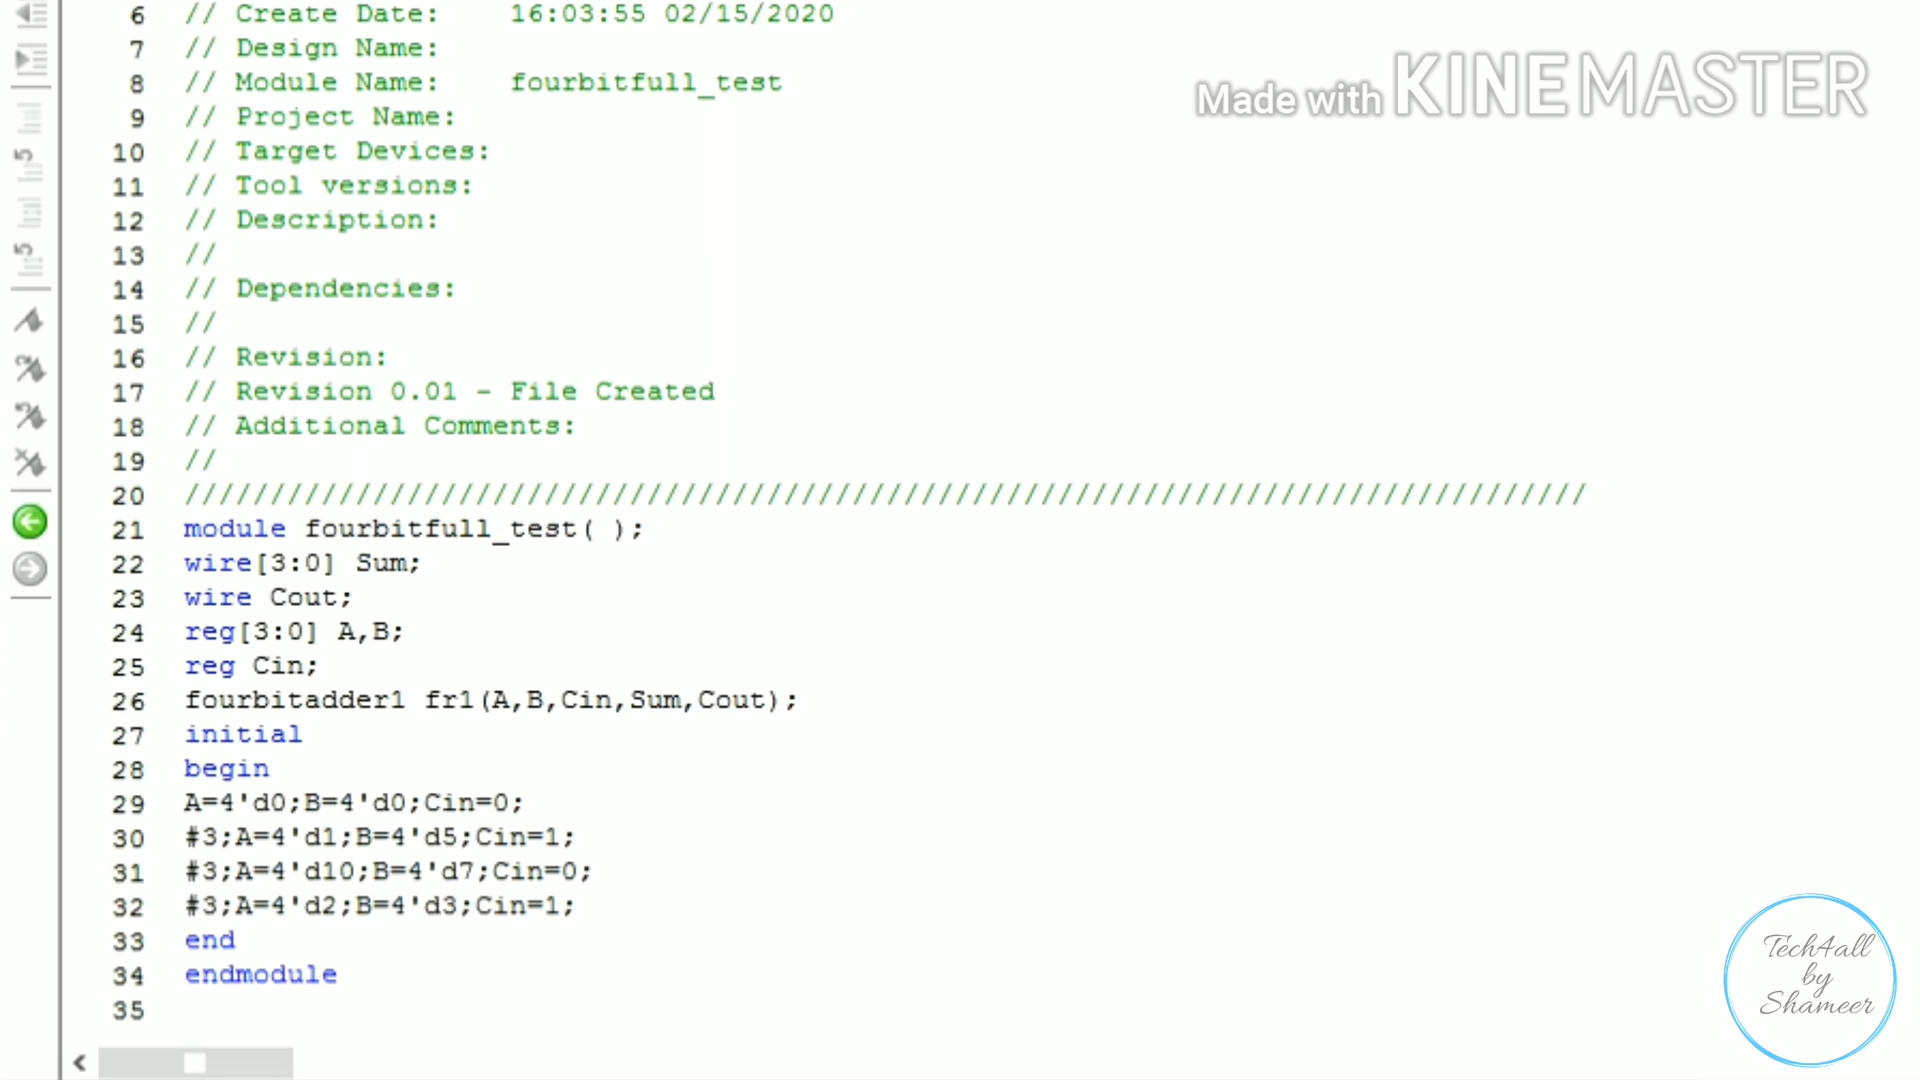 6 // Create Date:    16:03:55 02/15/2020
7 // Design Name:
8 // Module Name:    fourbitfull_test
9 // Project Name:
10 // Target Devices:
11 // Tool versions:
12 // Description:
13 //
14 // Dependencies:
15 //
16 // Revision:
17 // Revision 0.01 - File Created
18 // Additional Comments:
19 //
20 //////////////////////////////////////////////////////////////////////////////////
21 module fourbitfull_test( );
22 wire[3:0] Sum;
23 wire Cout;
24 reg[3:0] A,B;
25 reg Cin;
26 fourbitadder1 fr1(A,B,Cin,Sum,Cout);
27 initial
28 begin
29 A=4'd0;B=4'd0;Cin=0;
30 #3;A=4'd1;B=4'd5;Cin=1;
31 #3;A=4'd10;B=4'd7;Cin=0;
32 #3;A=4'd2;B=4'd3;Cin=1;
33 end
34 endmodule
35
Made with KINEMASTER
Tech4all
by
Shameer